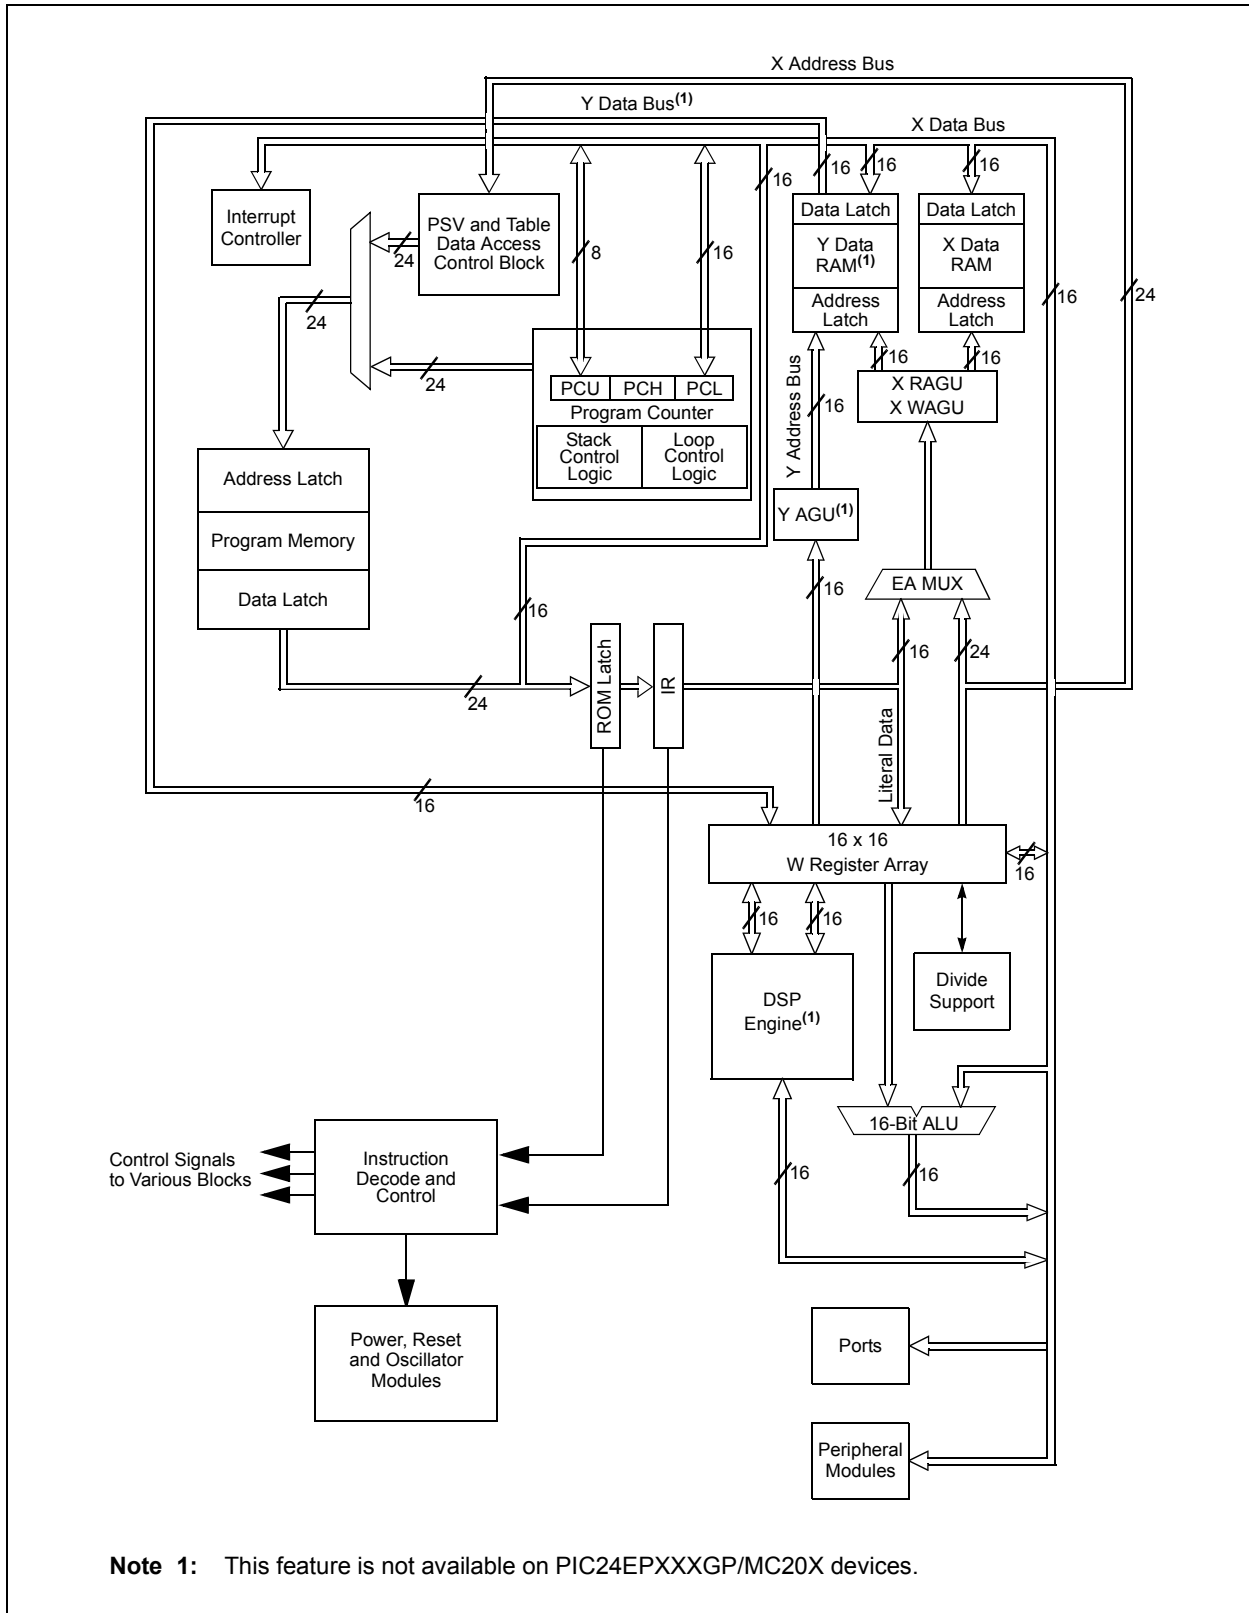 X Address Bus
Y Data Bus(1)
X Data Bus
16
16
16
16
Interrupt
Controller
PSV and Table
Data Access
Control Block
24
8
16
Data Latch
Y Data
RAM(1)
Address
Latch
Data Latch
X Data
RAM
Address
Latch
16
24
24
24
16
16
PCU
PCH
PCL
Program Counter
Stack
Control
Logic
Loop
Control
Logic
X RAGU
X WAGU
Y Address Bus
16
Address Latch
Program Memory
Data Latch
Y AGU(1)
EA MUX
16
16
16
24
24
ROM Latch
IR
Literal Data
16
16 x 16
W Register Array
16
16
16
DSP
Engine(1)
Divide
Support
16-Bit ALU
16
16
Control Signals
to Various Blocks
Instruction
Decode and
Control
Power, Reset
and Oscillator
Modules
Ports
Peripheral
Modules
Note 1: This feature is not available on PIC24EPXXXGP/MC20X devices.